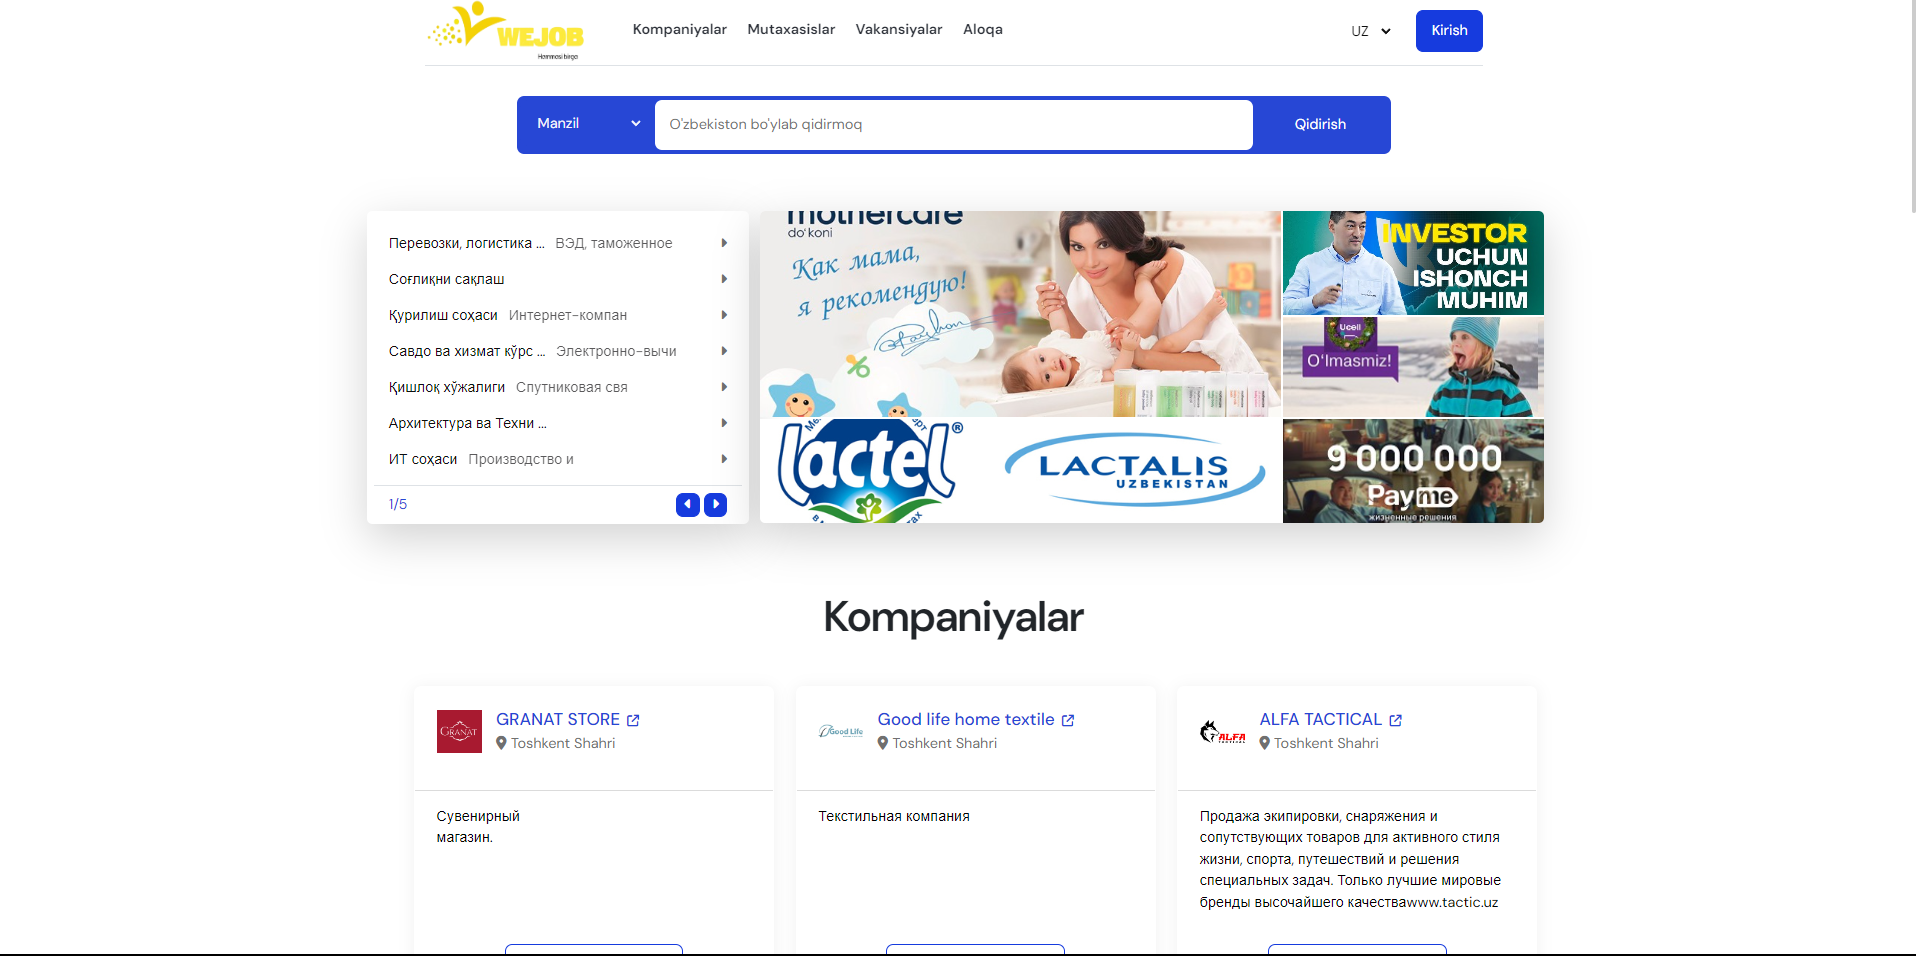 WEJOB
Hammasi birga
Kompaniyalar Mutaxasislar Vakansiyalar Aloqa
UZ
Kirish
Manzil
O'zbekiston bo'ylab qidirmoq
Qidirish
Перевозки, логистика ... ВЭД, таможенное
Соғлиқни сақлаш
Қурилиш соҳаси Интернет-компан
Савдо ва хизмат кўрс ... Электронно-вычи
Қишлоқ хўжалиги Спутниковая свя
Архитектура ва Техни ...
ИТ соҳаси Производство и
1/5
mothercare
do'koni
Как мама,
я рекомендую!
INVESTOR
UCHUN
ISHONCH
MUHIM
Ucell
O'lmasmiz!
lactel®
LACTALIS
UZBEKISTAN
9 000 000
Payme
жизненные решения
Kompaniyalar
GRANAT
GRANAT STORE
Toshkent Shahri
Сувенирный
магазин.
Good Life
Good life home textile
Toshkent Shahri
Текстильная компания
ALFA
TACTICAL
ALFA TACTICAL
Toshkent Shahri
Продажа экипировки, снаряжения и
сопутствующих товаров для активного стиля
жизни, спорта, путешествий и решения
специальных задач. Только лучшие мировые
бренды высочайшего качестваwww.tactic.uz